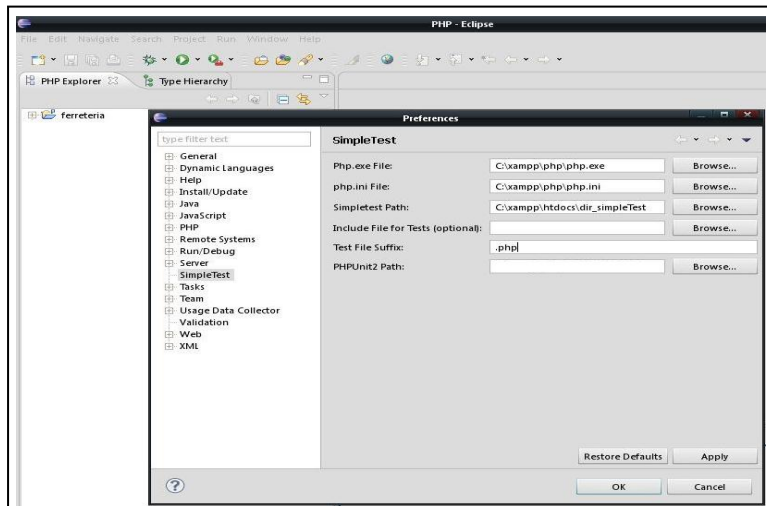 PHP - Eclipse
File Edit Navigate Search Project Run Window Help
PHP Explorer
Type Hierarchy
ferreteria
Preferences
type filter text
General
Dynamic Languages
Help
Install/Update
Java
JavaScript
PHP
Remote Systems
Run/Debug
Server
SimpleTest
Tasks
Team
Usage Data Collector
Validation
Web
XML
SimpleTest
Php.exe File: C:\xampp\php\php.exe Browse...
php.ini File: C:\xampp\php\php.ini Browse...
Simpletest Path: C:\xampp\htdocs\dir_simpleTest Browse...
Include File for Tests (optional): Browse...
Test File Suffix: .php
PHPUnit2 Path: Browse...
Restore Defaults Apply
OK Cancel